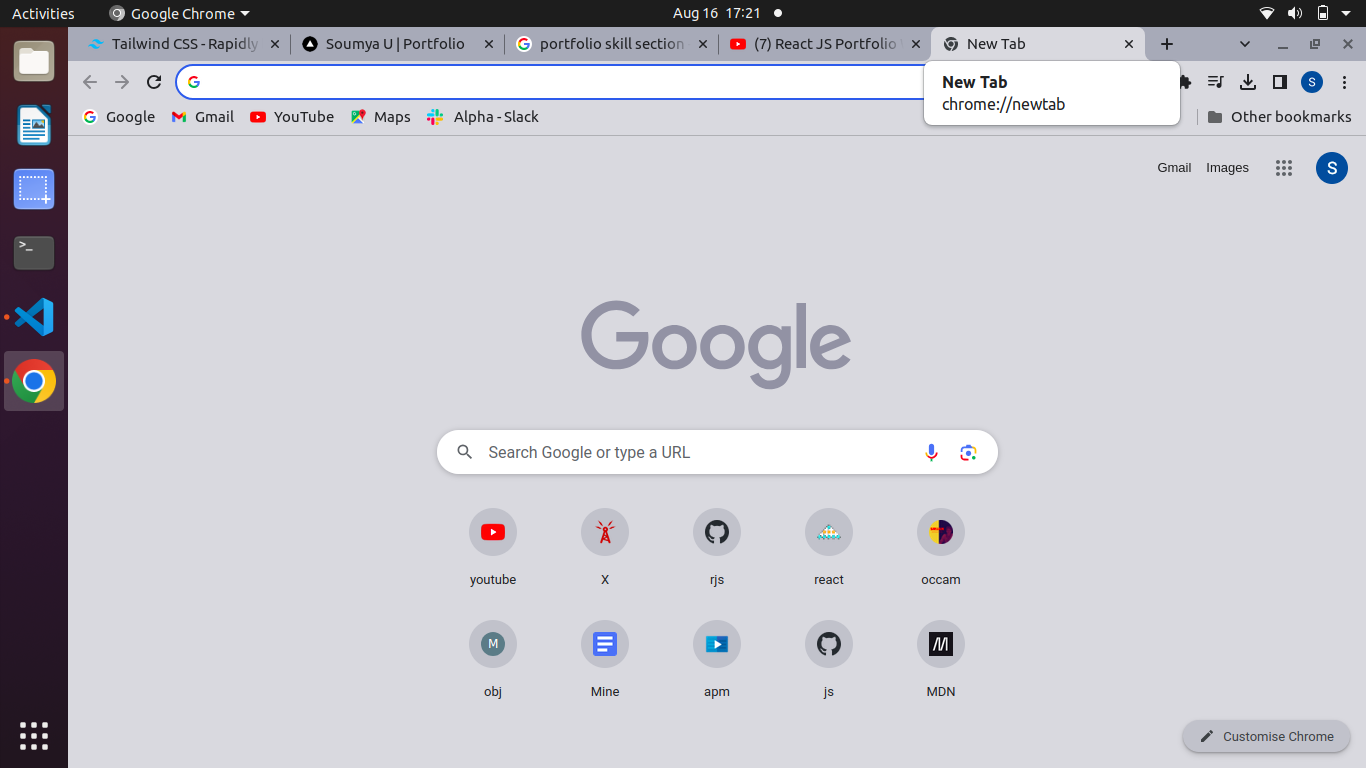 Activities
Google Chrome
Aug 16 17:21
Tailwind CSS - Rapidly
Soumya U | Portfolio
portfolio skill section
(7) React JS Portfolio
New Tab
New Tab
chrome://newtab
S
Google
Gmail
YouTube
Maps
Alpha - Slack
Other bookmarks
Gmail
Images
S
Google
Search Google or type a URL
youtube
X
rjs
react
occam
M
obj
Mine
apm
js
MDN
Customise Chrome